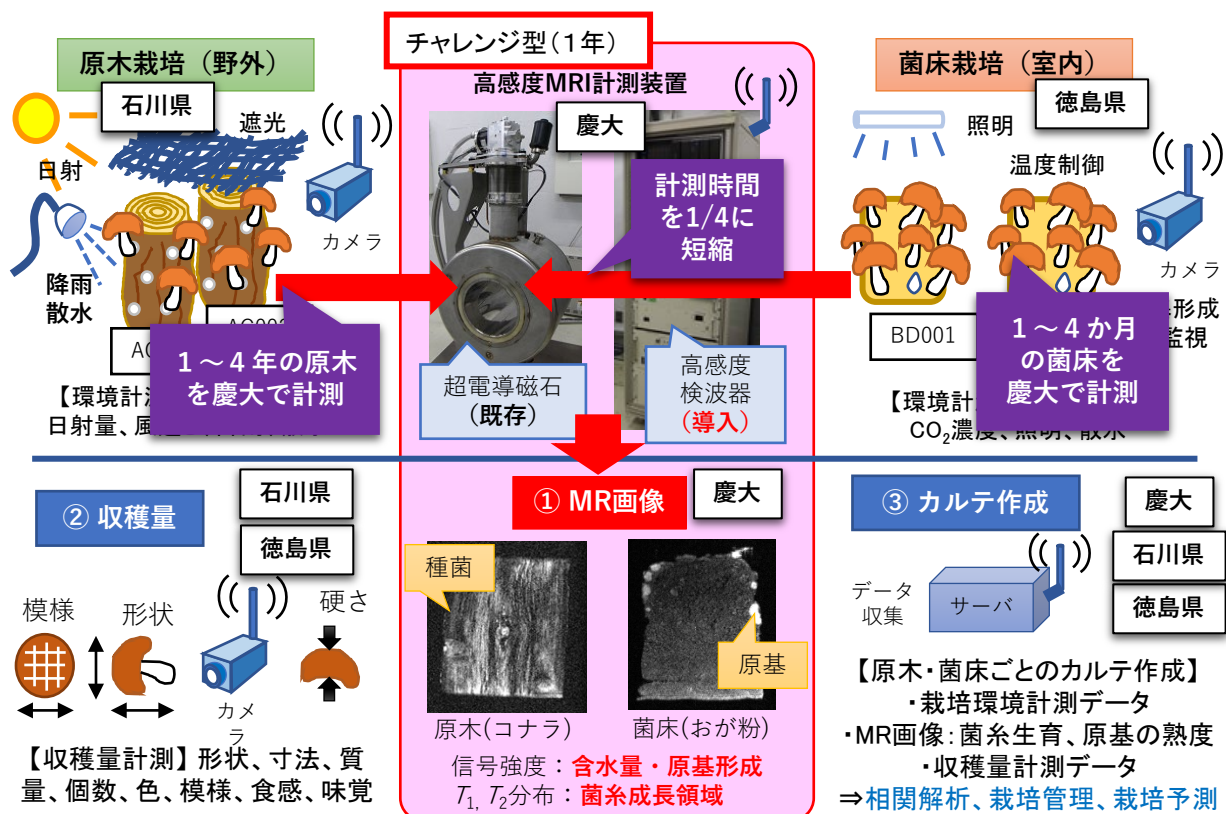 チャレンジ型(1年)
原木栽培(野外)
石川県
日射
遮光
カメラ
降雨
散水
1~4年の原木
を慶大で計測
【環境計
日射量、風
高感度MRI計測装置
慶大
計測時間
を1/4に
短縮
超電導磁石
(既存)
高感度
検波器
(導入)
菌床栽培(室内)
徳島県
照明
温度制御
カメラ
BD001
形成
監視
1~4か月
の菌床を
慶大で計測
【環境計
CO₂濃度、照明、散水
② 収穫量
石川県
徳島県
模様
形状
カメ
ラ
硬さ
【収穫量計測】形状、寸法、質
量、個数、色、模様、食感、味覚
① MR画像
慶大
種菌
原基
原木(コナラ)
菌床(おが粉)
信号強度:含水量・原基形成
T₁, T₂分布:菌糸成長領域
③ カルテ作成
慶大
石川県
徳島県
データ
収集
サーバ
【原木・菌床ごとのカルテ作成】
・栽培環境計測データ
・MR画像:菌糸生育、原基の熟度
・収穫量計測データ
⇒相関解析、栽培管理、栽培予測